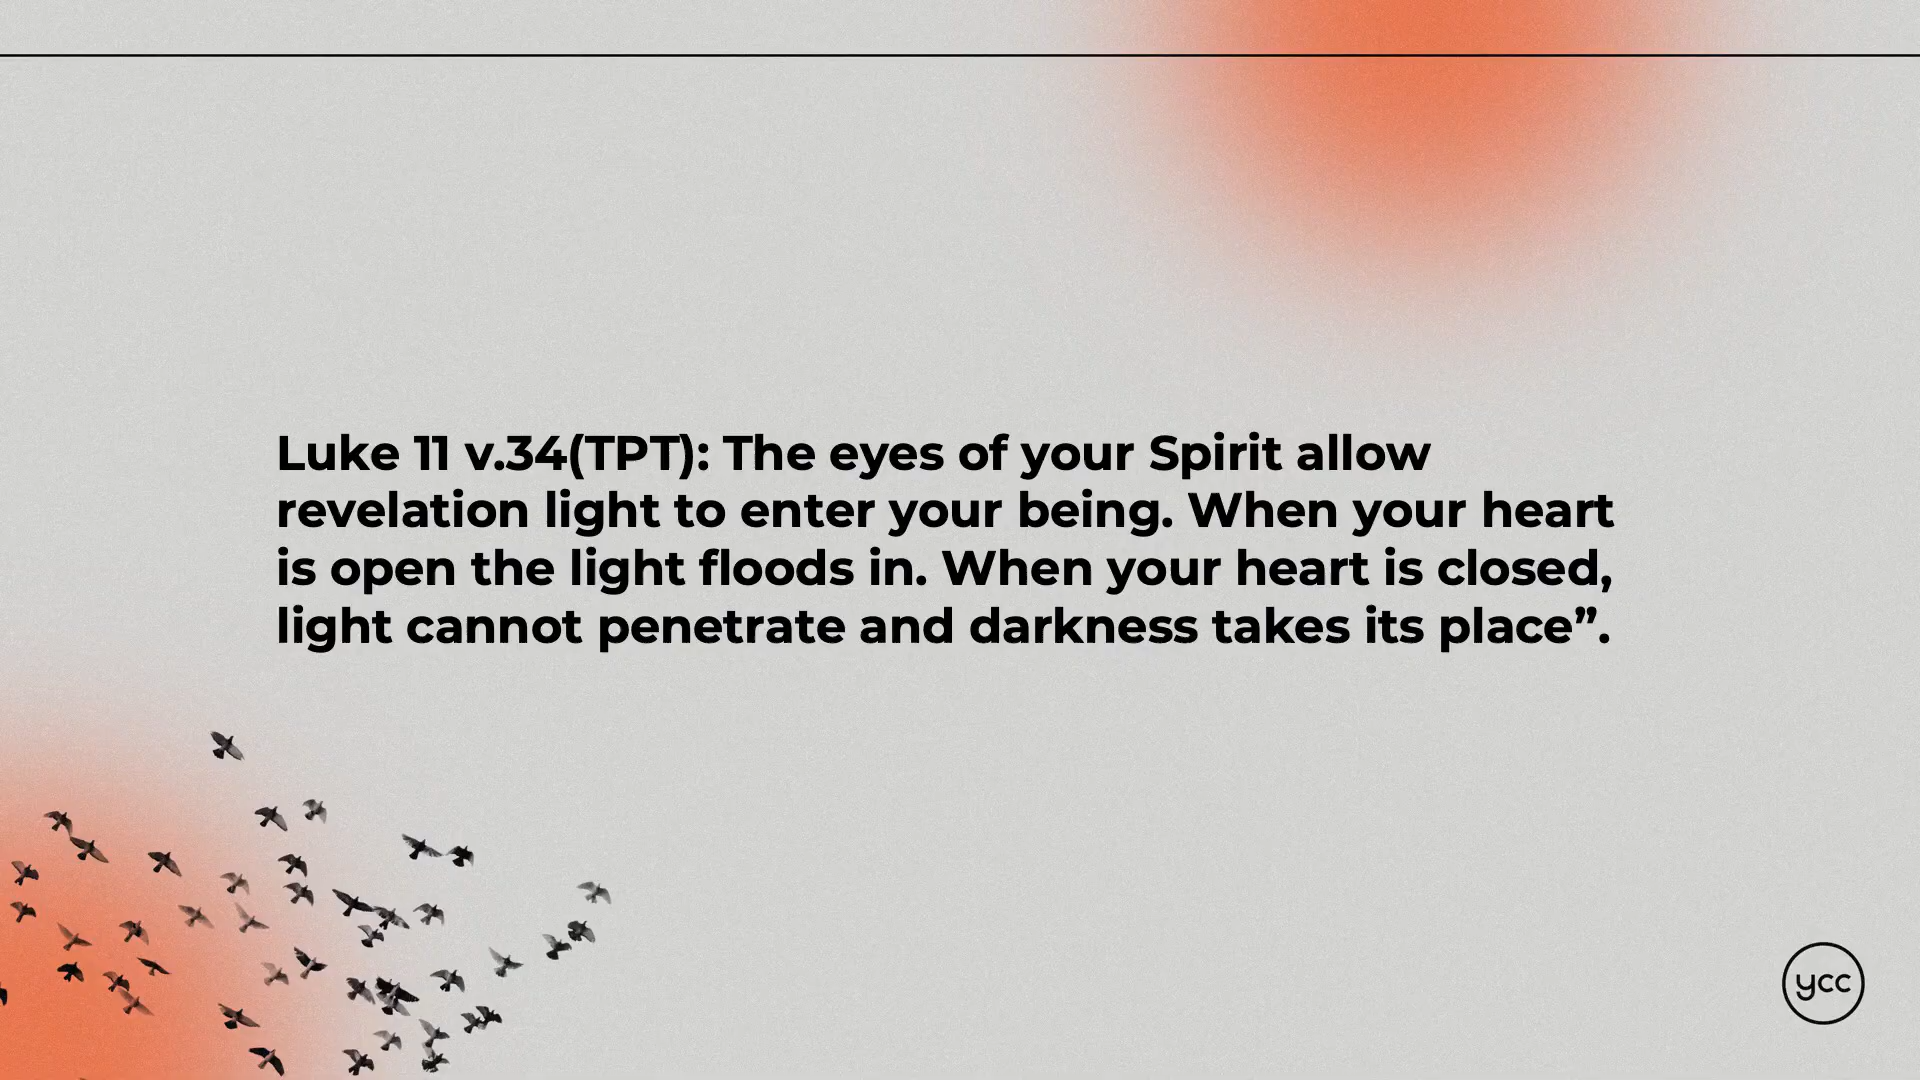 Luke 11 v.34(TPT): The eyes of your Spirit allow
revelation light to enter your being. When your heart
is open the light floods in. When your heart is closed,
light cannot penetrate and darkness takes its place”.
ycc